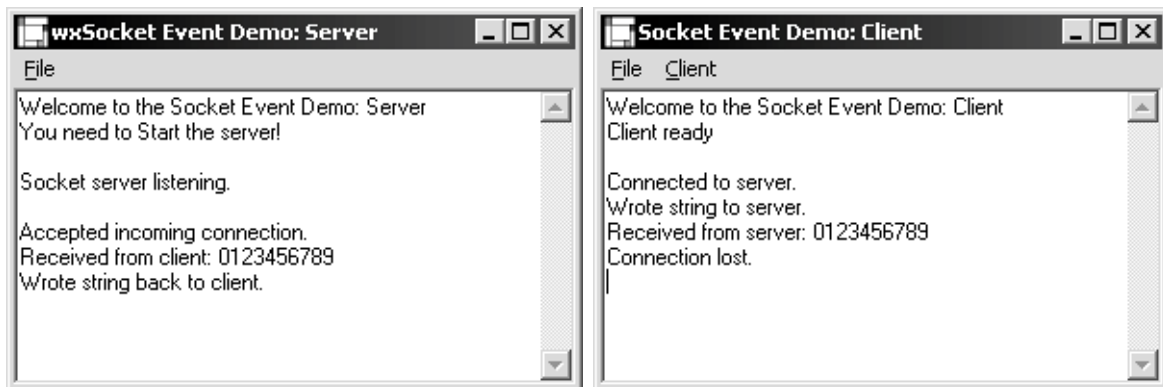 wxSocket Event Demo: Server
File
Welcome to the Socket Event Demo: Server
You need to Start the server!
Socket server listening.
Accepted incoming connection.
Received from client: 0123456789
Wrote string back to client.
Socket Event Demo: Client
File Client
Welcome to the Socket Event Demo: Client
Client ready
Connected to server.
Wrote string to server.
Received from server: 0123456789
Connection lost.